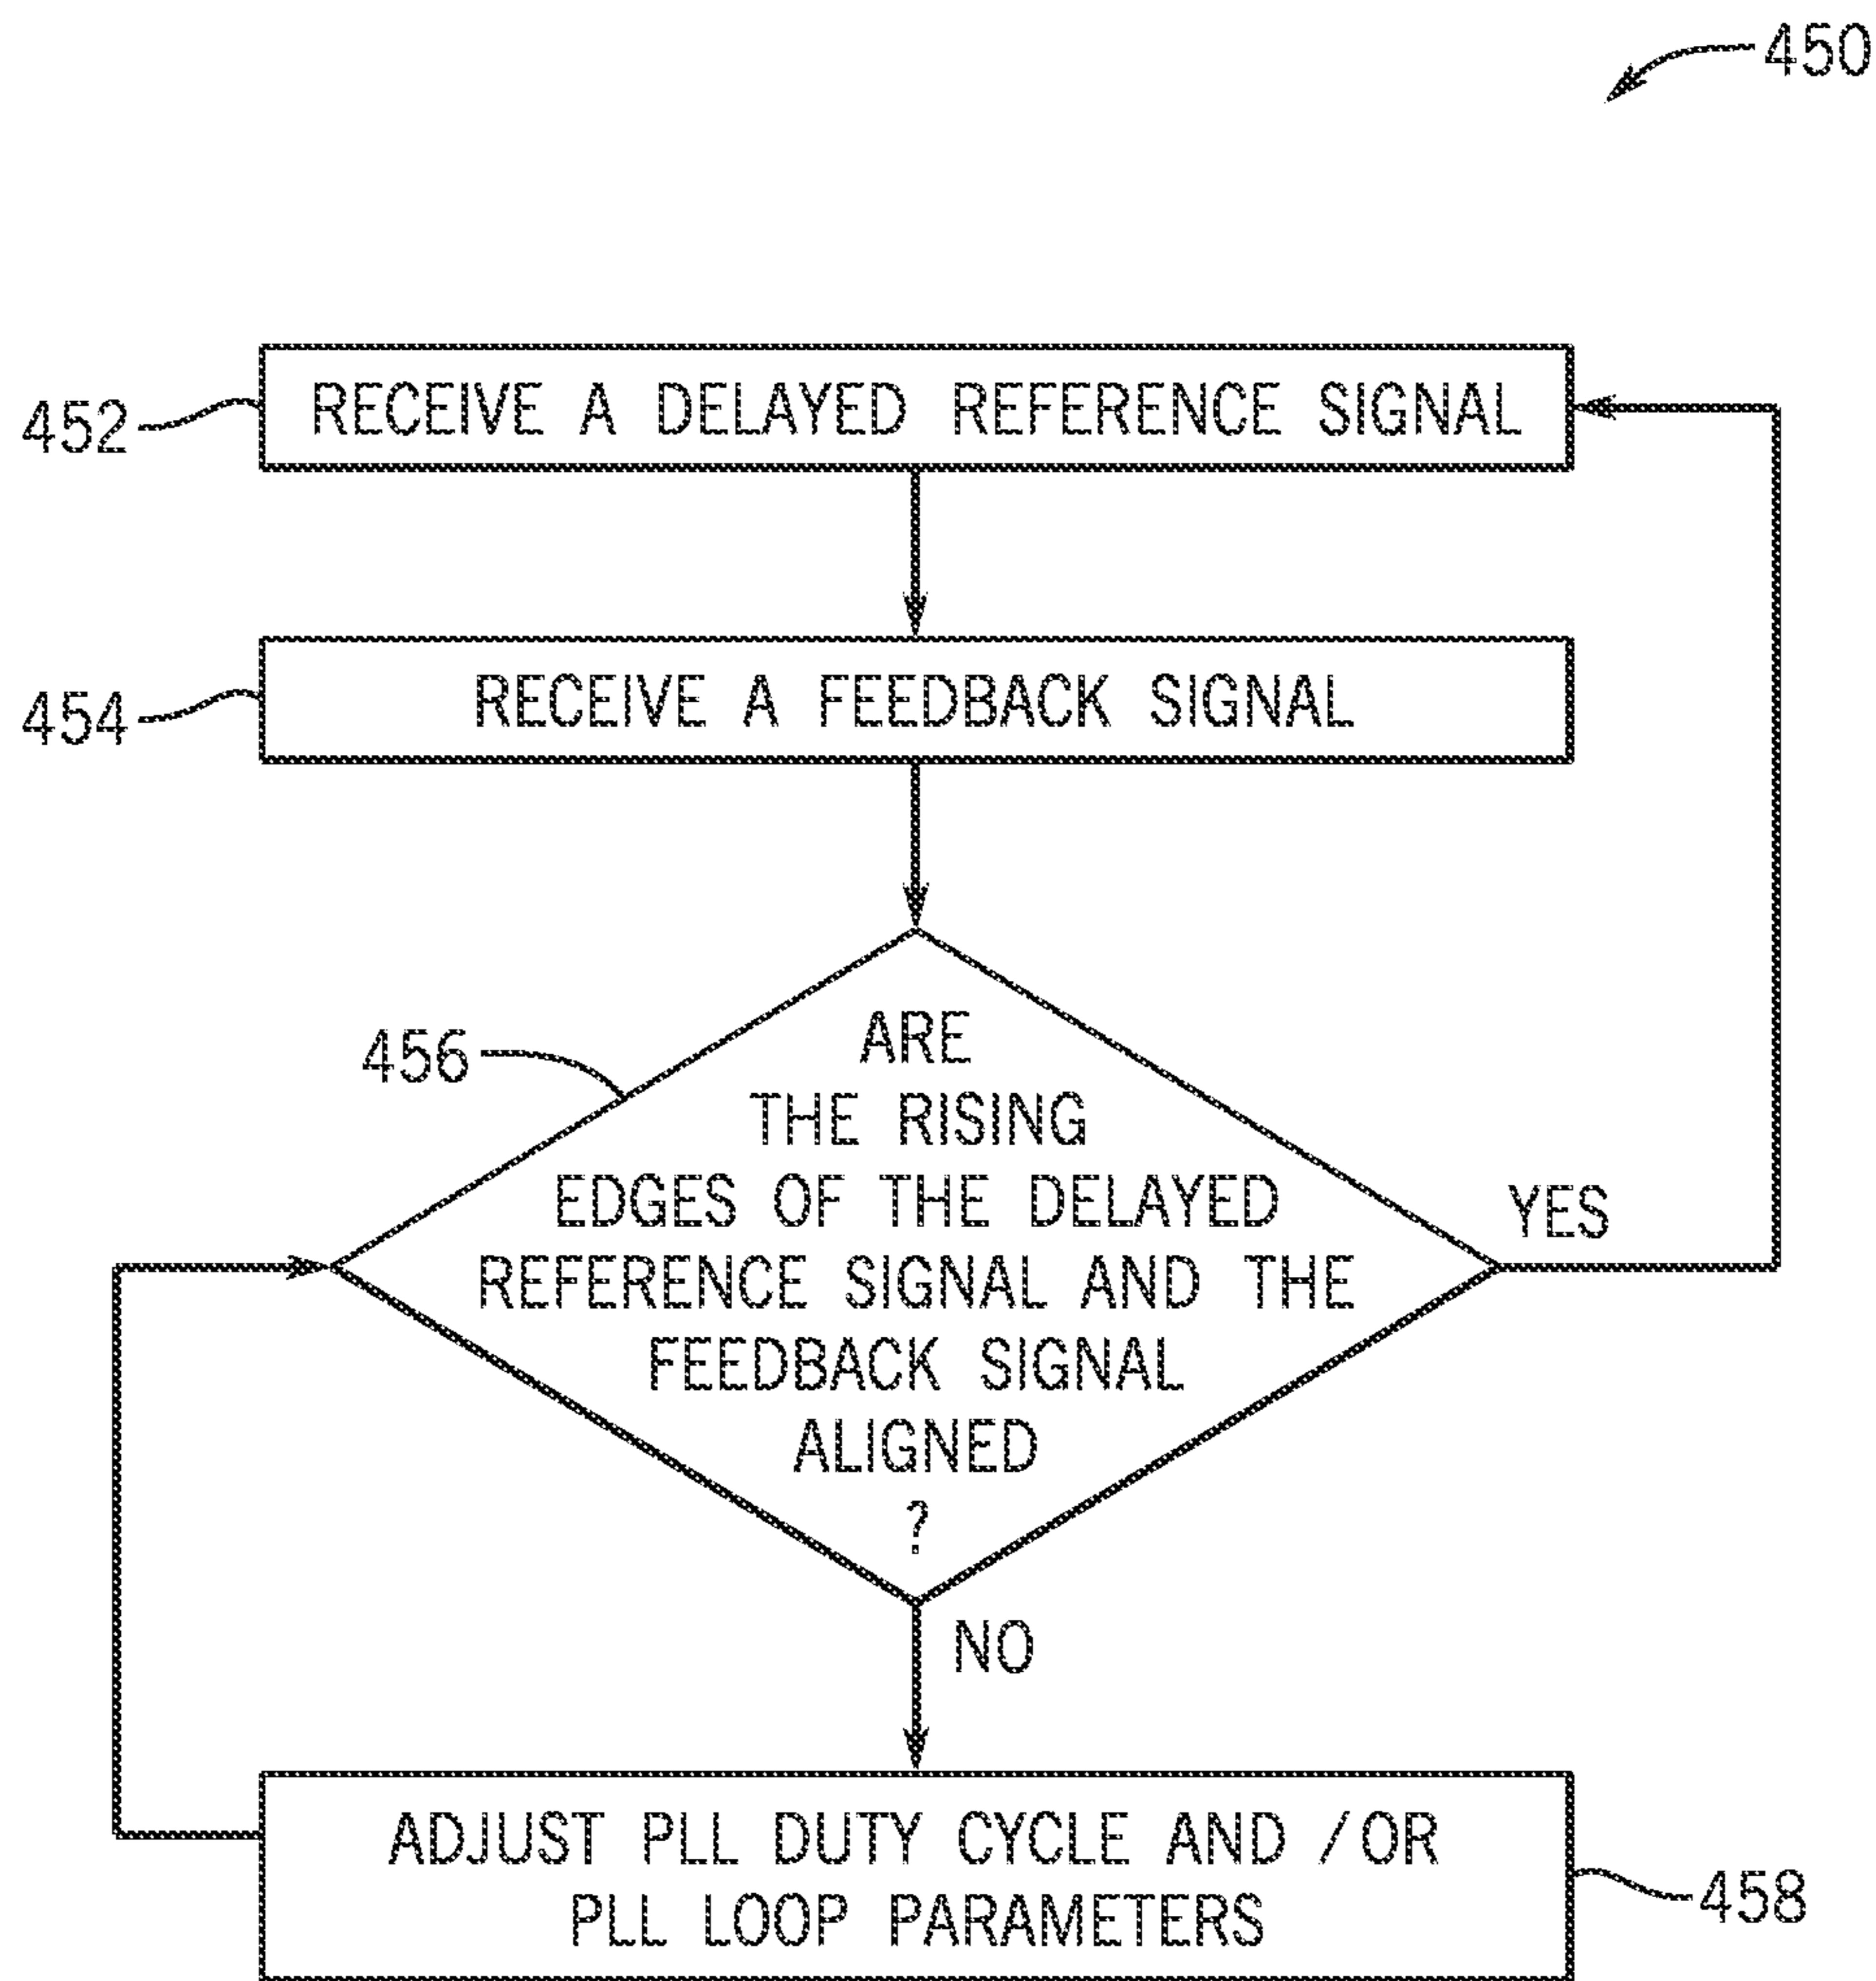 450
452
RECEIVE A DELAYED REFERENCE SIGNAL
454
RECEIVE A FEEDBACK SIGNAL
456
ARE
THE RISING
EDGES OF THE DELAYED
REFERENCE SIGNAL AND THE
FEEDBACK SIGNAL
ALIGNED
?
YES
NO
ADJUST PLL DUTY CYCLE AND /OR
PLL LOOP PARAMETERS
458